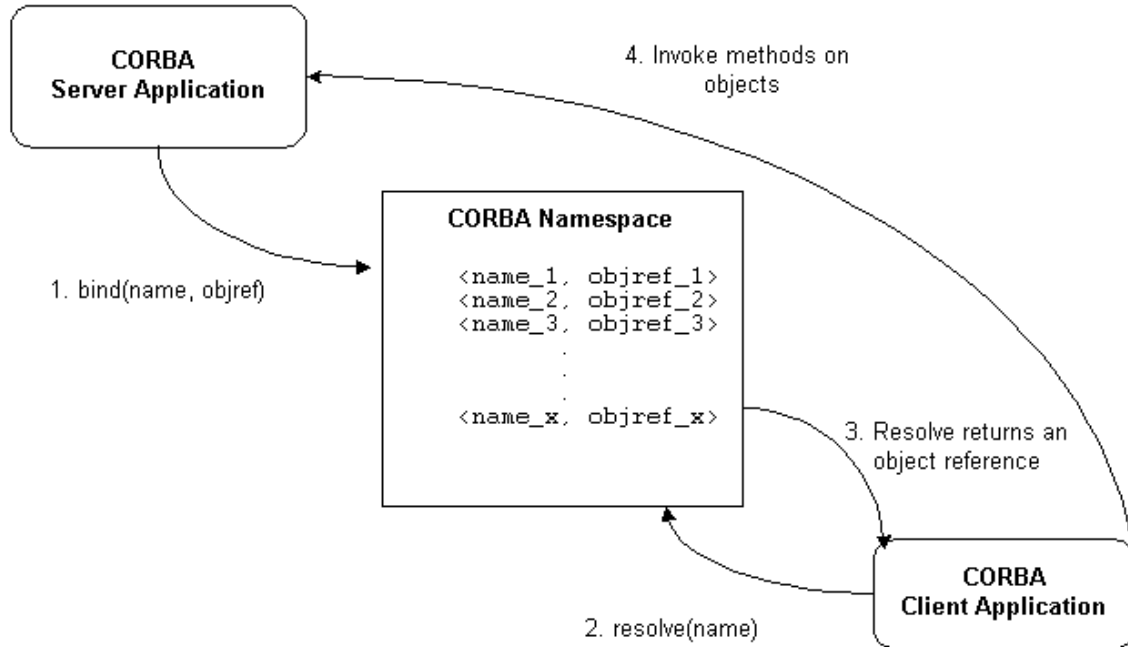 CORBA
Server Application
4. Invoke methods on
objects
CORBA Namespace
<name_1, objref_1>
<name_2, objref_2>
<name_3, objref_3>
.
.
.
<name_x, objref_x>
1. bind(name, objref)
3. Resolve returns an
object reference
CORBA
Client Application
2. resolve(name)